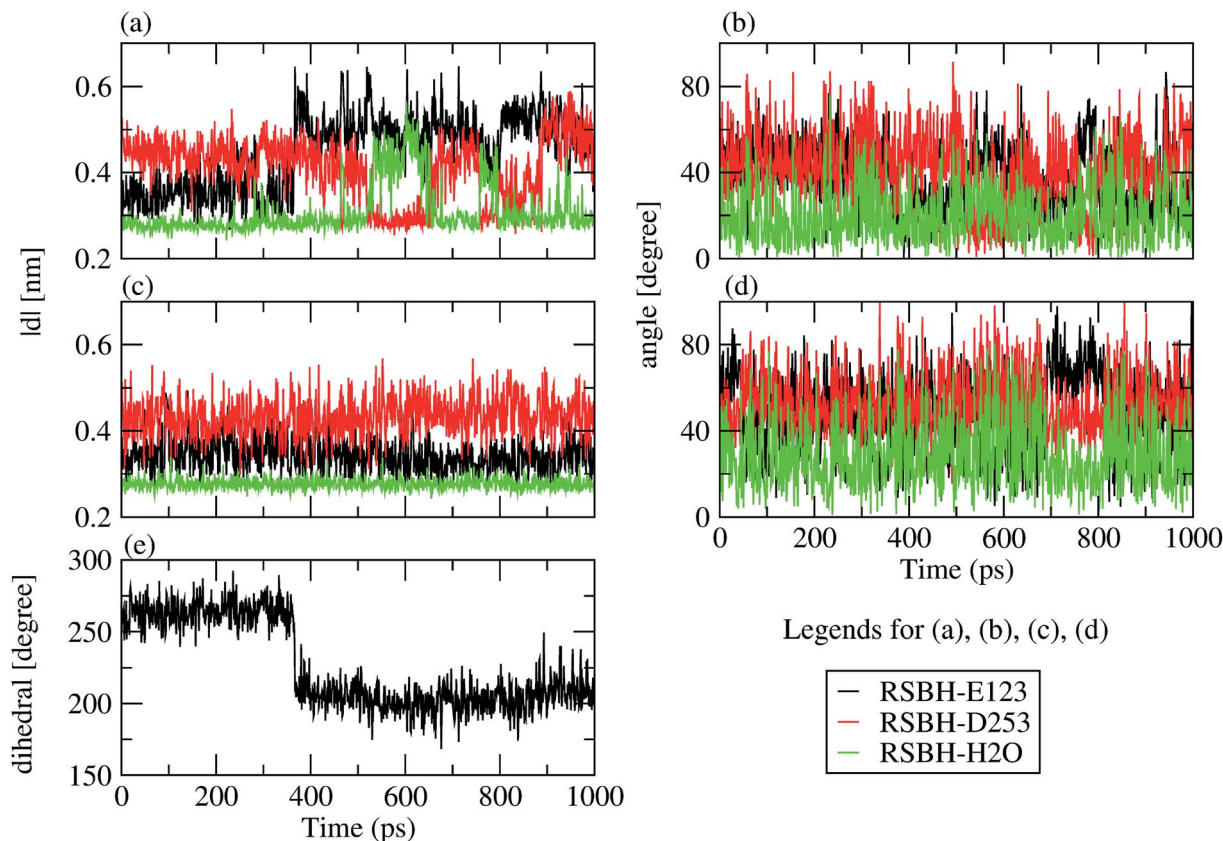 (a)
(b)
0.6
0.4
0.2
80
40
0
(c)
(d)
|d| [nm]
angle [degree]
0.6
0.4
0.2
80
40
0
0 200 400 600 800 1000
Time (ps)
(e)
300
250
200
150
dihedral [degree]
0 200 400 600 800 1000
Time (ps)
Legends for (a), (b), (c), (d)
RSBH-E123
RSBH-D253
RSBH-H2O